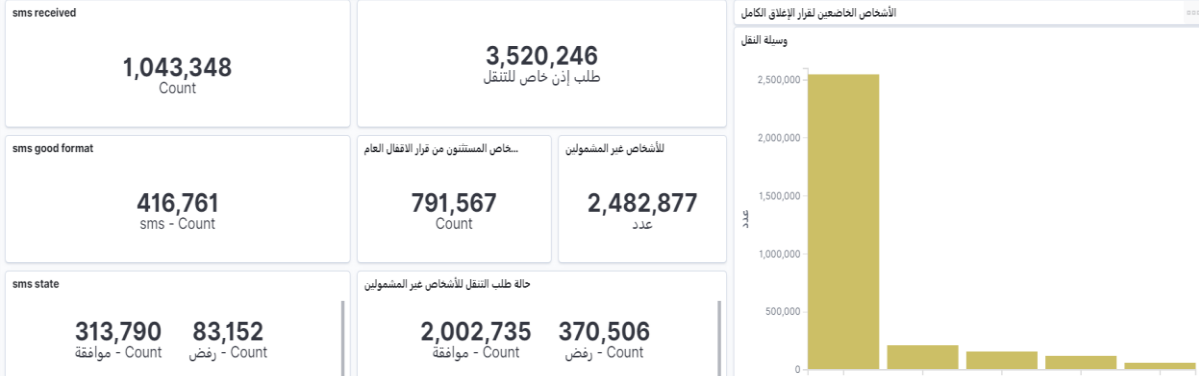 sms received
1,043,348
Count
3,520,246
طلب إذن خاص للتنقل
sms good format
416,761
sms - Count
...خاص المستثنون من قرار الاقفال العام
791,567
Count
للأشخاص غير المشمولين
2,482,877
عدد
sms state
313,790
موافقة - Count
83,152
رفض - Count
حالة طلب التنقل للأشخاص غير المشمولين
2,002,735
موافقة - Count
370,506
رفض - Count
الأشخاص الخاضعين لقرار الإغلاق الكامل
وسيلة النقل
عدد
2,500,000
2,000,000
1,500,000
1,000,000
500,000
0